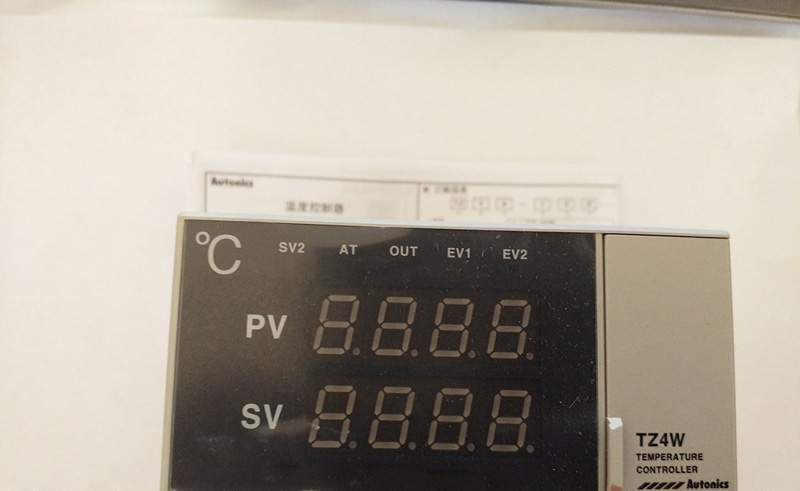 Autonics
温度控制器
°C
SV2 AT OUT EV1 EV2
PV
SV
TZ4W
TEMPERATURE
CONTROLLER
Autonics